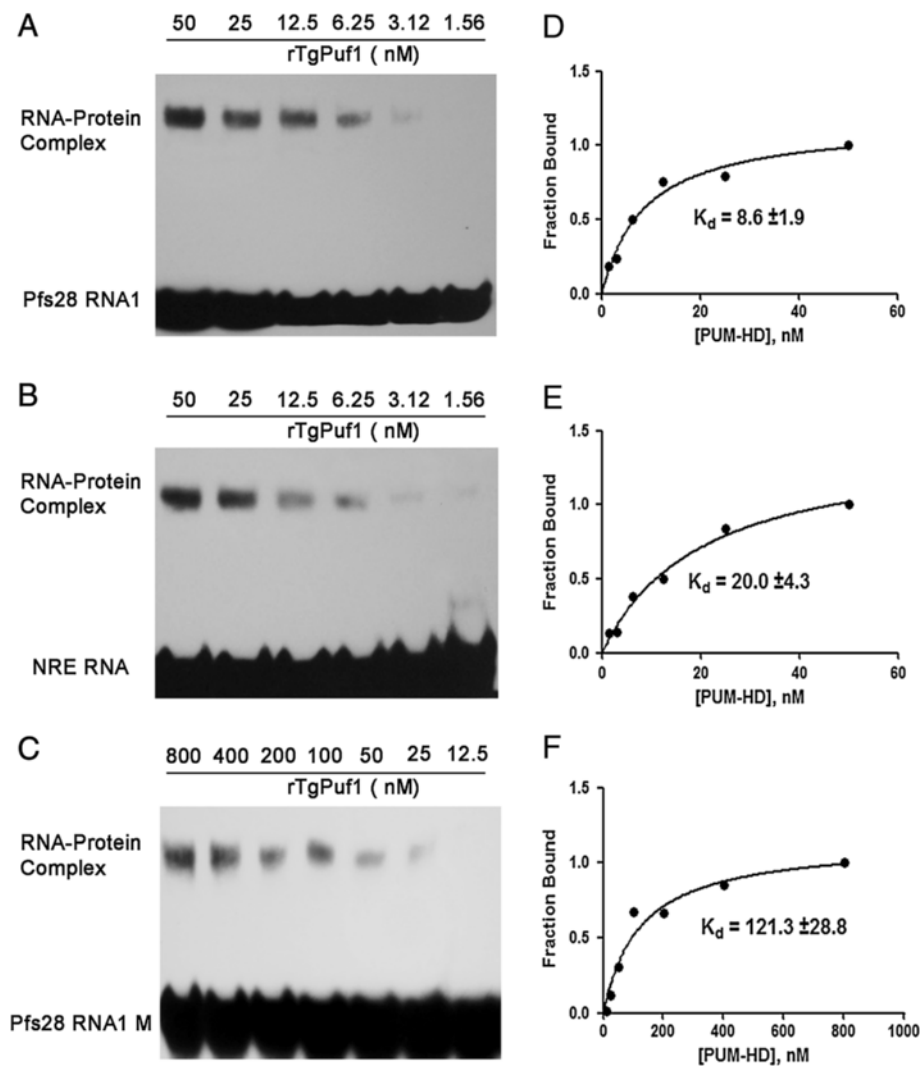 A
50 25 12.5 6.25 3.12 1.56
rTgPuf1 ( nM)
RNA-Protein
Complex
Pfs28 RNA1
D
1.5
1.0
0.5
0.0
Fraction Bound
Kd = 8.6 ±1.9
0 20 40 60
[PUM-HD], nM
B
50 25 12.5 6.25 3.12 1.56
rTgPuf1 ( nM)
RNA-Protein
Complex
NRE RNA
E
1.5
1.0
0.5
0.0
Fraction Bound
Kd = 20.0 ±4.3
0 20 40 60
[PUM-HD], nM
C
800 400 200 100 50 25 12.5
rTgPuf1 ( nM)
RNA-Protein
Complex
Pfs28 RNA1 M
F
1.5
1.0
0.5
0.0
Fraction Bound
Kd = 121.3 ±28.8
0 200 400 600 800 1000
[PUM-HD], nM